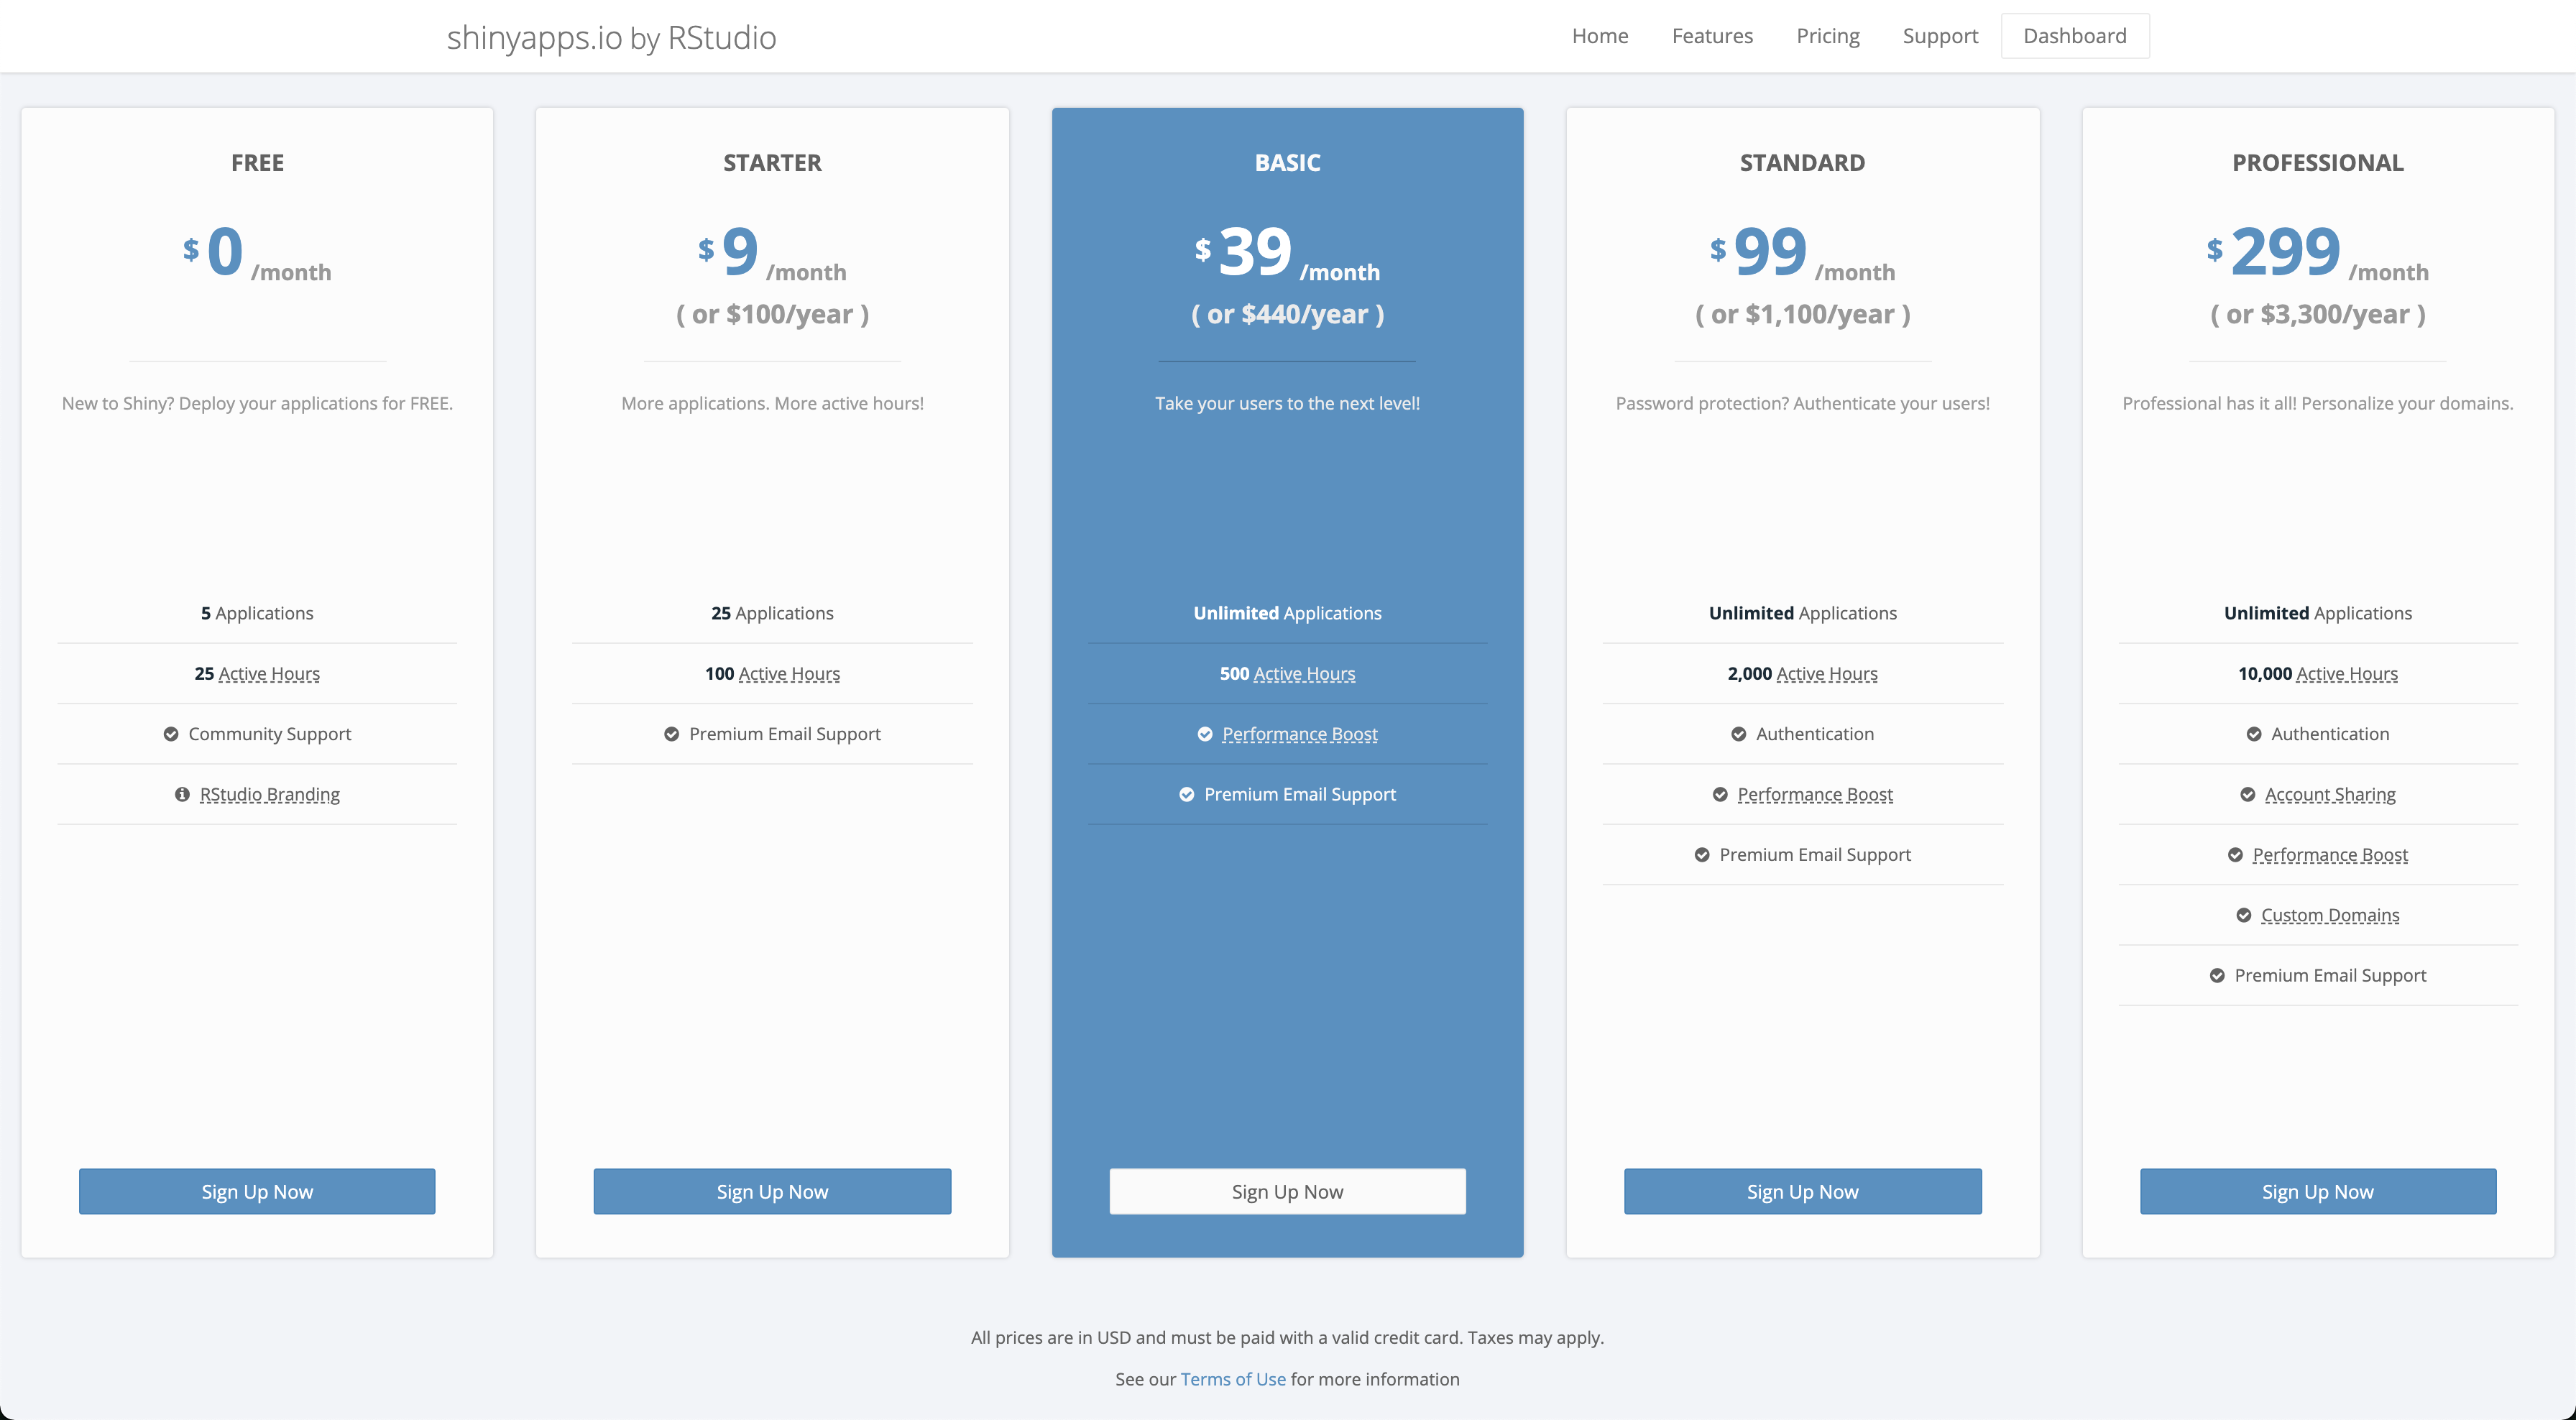 shinyapps.io by RStudio
Home Features Pricing Support Dashboard
FREE
$ 0 /month
New to Shiny? Deploy your applications for FREE.
5 Applications
25 Active Hours
Community Support
RStudio Branding
Sign Up Now
STARTER
$ 9 /month
( or $100/year )
More applications. More active hours!
25 Applications
100 Active Hours
Premium Email Support
Sign Up Now
BASIC
$ 39 /month
( or $440/year )
Take your users to the next level!
Unlimited Applications
500 Active Hours
Performance Boost
Premium Email Support
Sign Up Now
STANDARD
$ 99 /month
( or $1,100/year )
Password protection? Authenticate your users!
Unlimited Applications
2,000 Active Hours
Authentication
Performance Boost
Premium Email Support
Sign Up Now
PROFESSIONAL
$ 299 /month
( or $3,300/year )
Professional has it all! Personalize your domains.
Unlimited Applications
10,000 Active Hours
Authentication
Account Sharing
Performance Boost
Custom Domains
Premium Email Support
Sign Up Now
All prices are in USD and must be paid with a valid credit card. Taxes may apply.
See our Terms of Use for more information